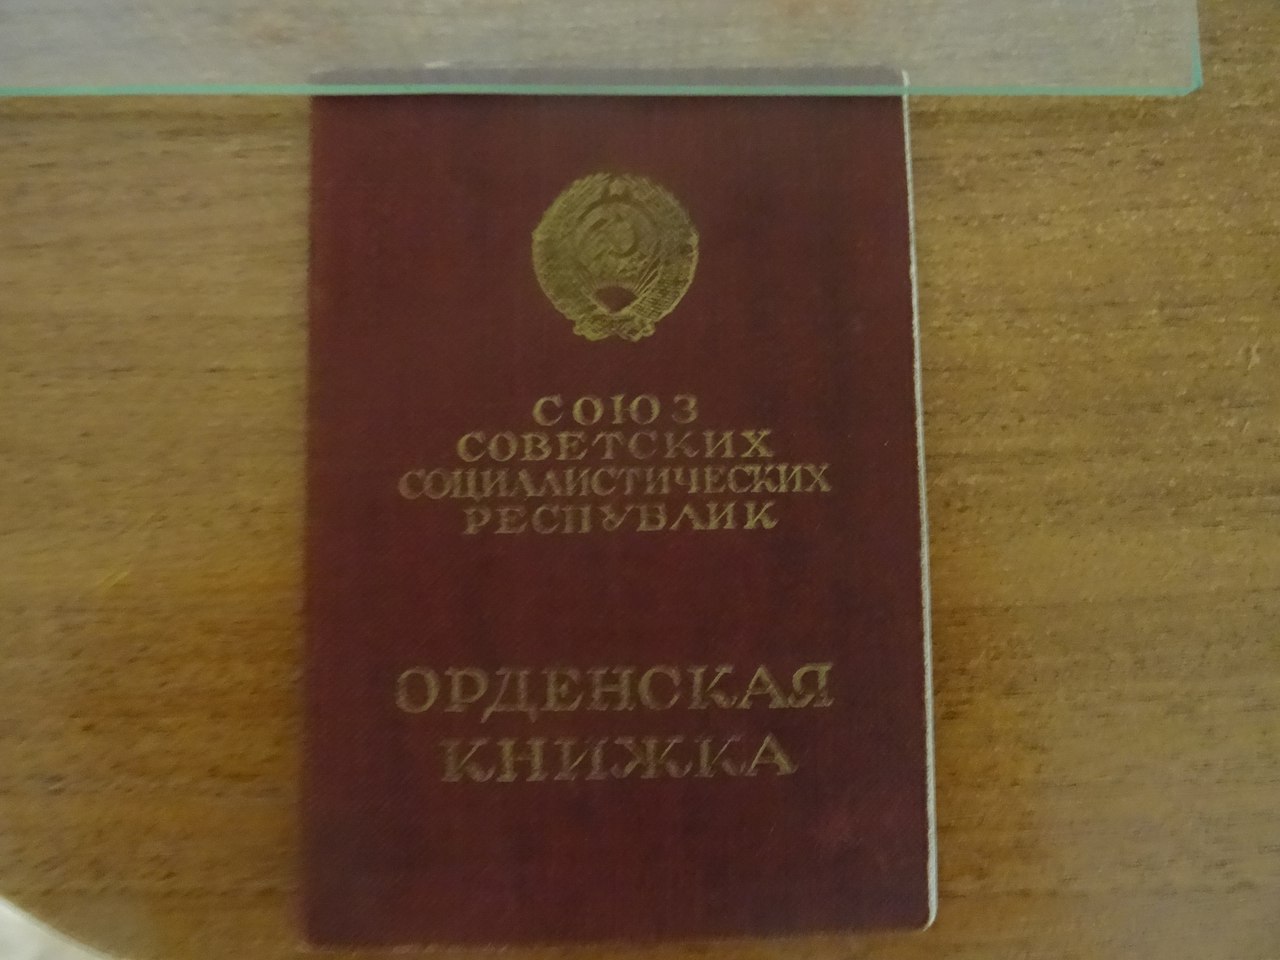 СОЮЗ
СОВЕТСКИХ
СОЦИАЛИСТИЧЕСКИХ
РЕСПУБЛИК
ОРДЕНСКАЯ
КНИЖКА